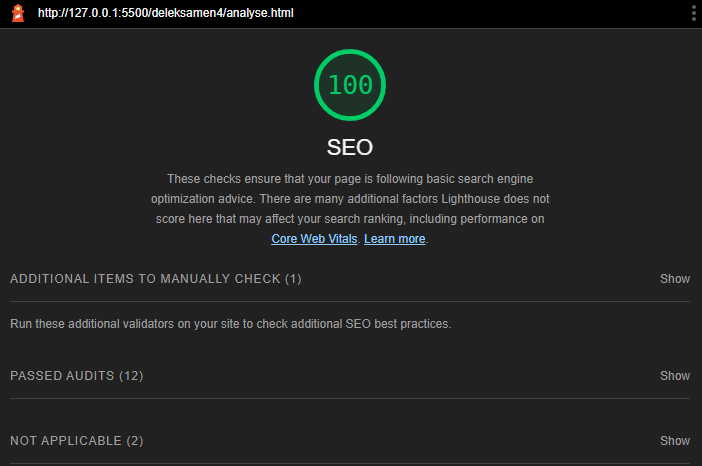 http://127.0.0.1:5500/deleksamen4/analyse.html
100
SEO
These checks ensure that your page is following basic search engine
optimization advice. There are many additional factors Lighthouse does not
score here that may affect your search ranking, including performance on
Core Web Vitals. Learn more.
ADDITIONAL ITEMS TO MANUALLY CHECK (1) Show
Run these additional validators on your site to check additional SEO best practices.
PASSED AUDITS (12) Show
NOT APPLICABLE (2) Show